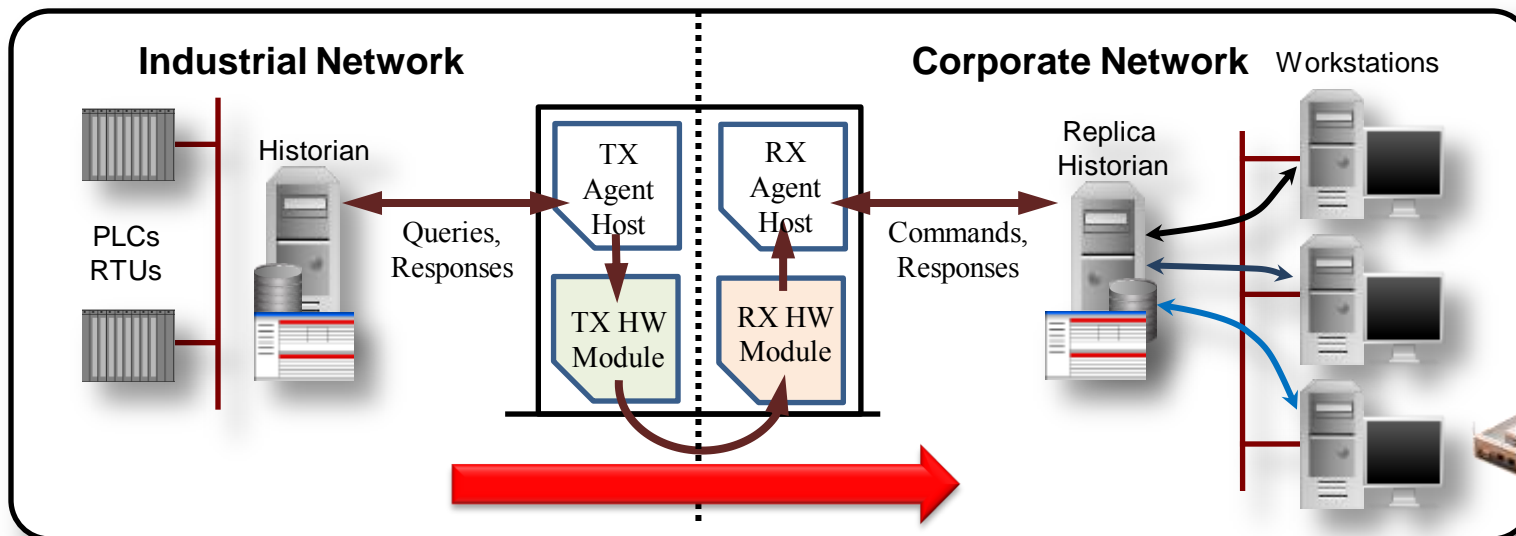 Industrial Network
Corporate Network
Workstations
Historian
PLCs
RTUs
Queries,
Responses
TX
Agent
Host
TX HW
Module
RX
Agent
Host
RX HW
Module
Commands,
Responses
Replica
Historian